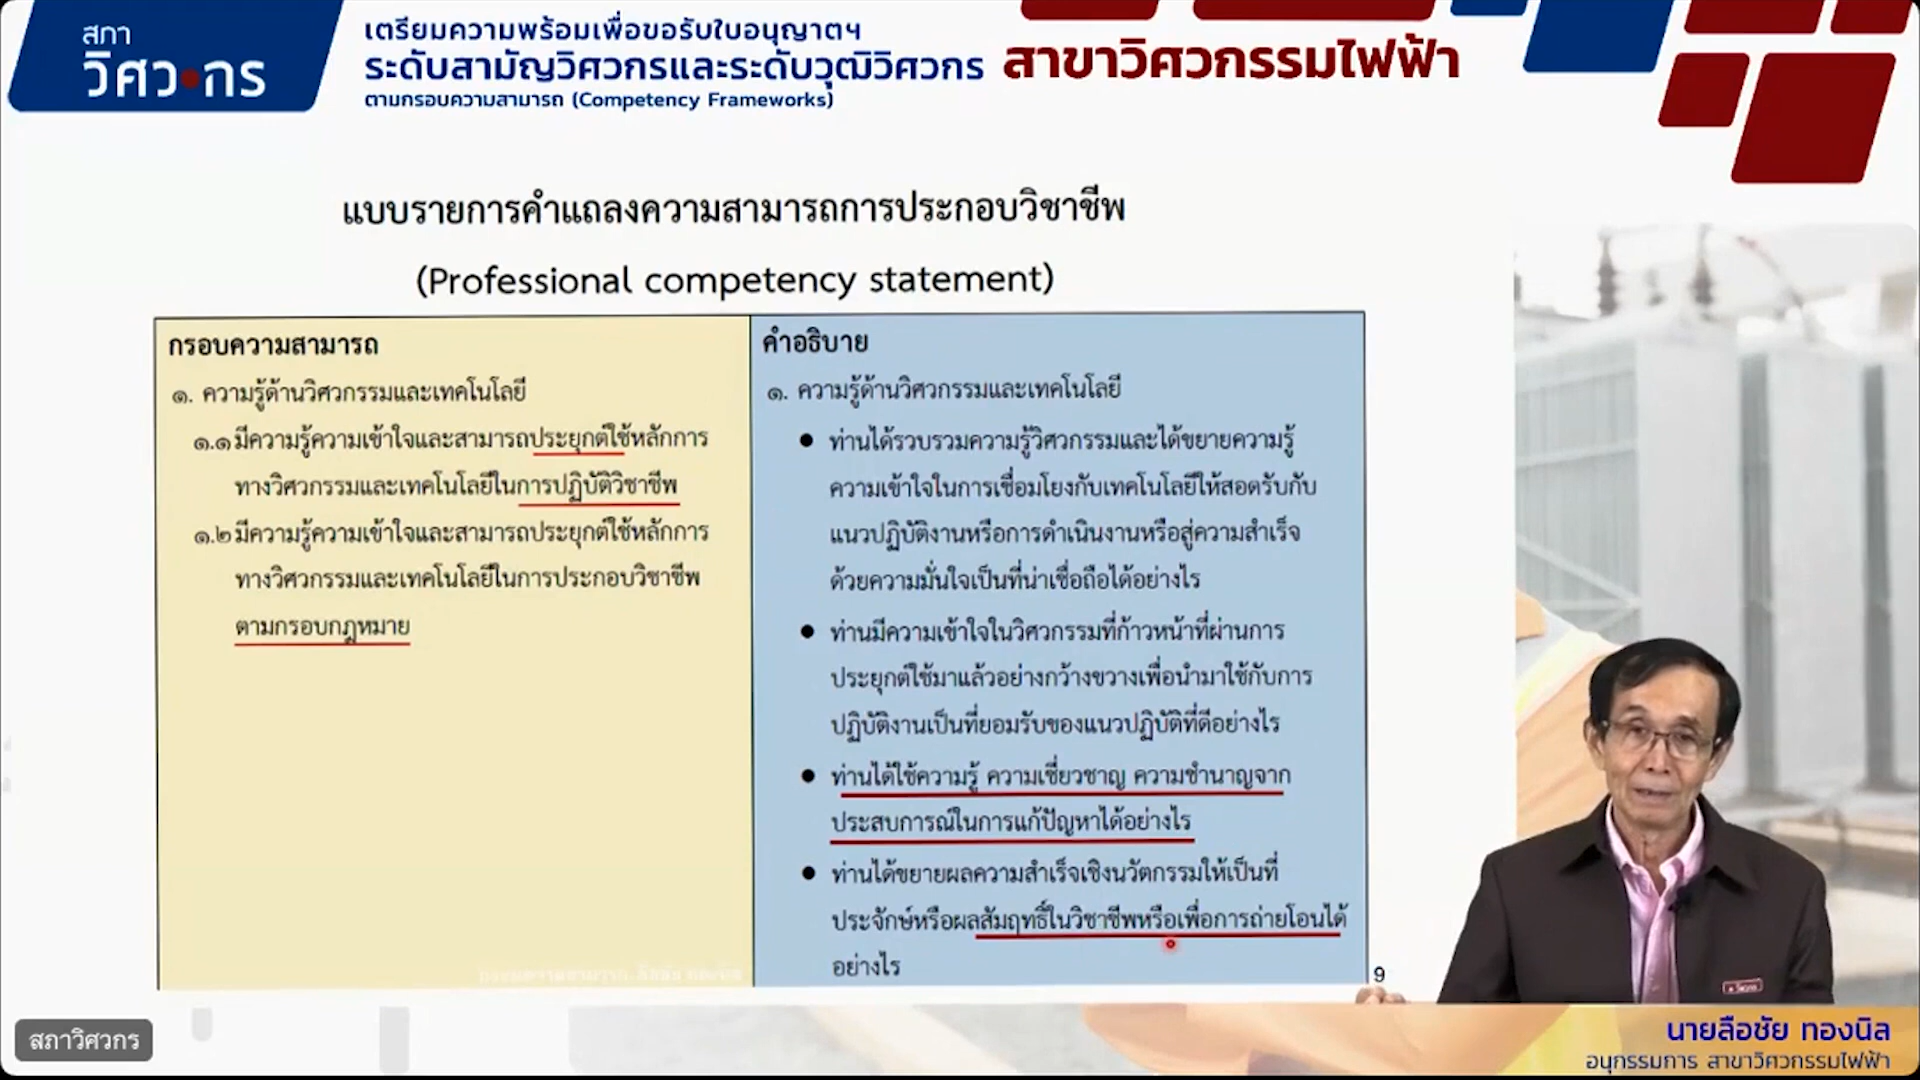 สภา
วิศวกร
เตรียมความพร้อมเพื่อขอรับใบอนุญาตฯ
ระดับสามัญวิศวกรและระดับวุฒิวิศวกร สาขาวิศวกรรมไฟฟ้า
ตามกรอบความสามารถ (Competency Frameworks)
แบบรายการคำแถลงความสามารถการประกอบวิชาชีพ
(Professional competency statement)
กรอบความสามารถ
๑. ความรู้ด้านวิศวกรรมและเทคโนโลยี
๑.๑ มีความรู้ความเข้าใจและสามารถประยุกต์ใช้หลักการ
ทางวิศวกรรมและเทคโนโลยีในการปฏิบัติวิชาชีพ
๑.๒ มีความรู้ความเข้าใจและสามารถประยุกต์ใช้หลักการ
ทางวิศวกรรมและเทคโนโลยีในการประกอบวิชาชีพ
ตามกรอบกฎหมาย
คำอธิบาย
๑. ความรู้ด้านวิศวกรรมและเทคโนโลยี
● ท่านได้รวบรวมความรู้วิศวกรรมและได้ขยายความรู้
ความเข้าใจในการเชื่อมโยงกับเทคโนโลยีให้สอดรับกับ
แนวปฏิบัติงานหรือการดำเนินงานหรือสู่ความสำเร็จ
ด้วยความมั่นใจเป็นที่น่าเชื่อถือได้อย่างไร
● ท่านมีความเข้าใจในวิศวกรรมที่ก้าวหน้าที่ผ่านการ
ประยุกต์ใช้มาแล้วอย่างกว้างขวางเพื่อนำมาใช้กับการ
ปฏิบัติงานเป็นที่ยอมรับของแนวปฏิบัติที่ดีอย่างไร
● ท่านได้ใช้ความรู้ ความเชี่ยวชาญ ความชำนาญจาก
ประสบการณ์ในการแก้ปัญหาได้อย่างไร
● ท่านได้ขยายผลความสำเร็จเชิงนวัตกรรมให้เป็นที่
ประจักษ์หรือผลสัมฤทธิ์ในวิชาชีพหรือเพื่อการถ่ายโอนได้
อย่างไร
9
สภาวิศวกร
นายลือชัย ทองนิล
อนุกรรมการ สาขาวิศวกรรมไฟฟ้า